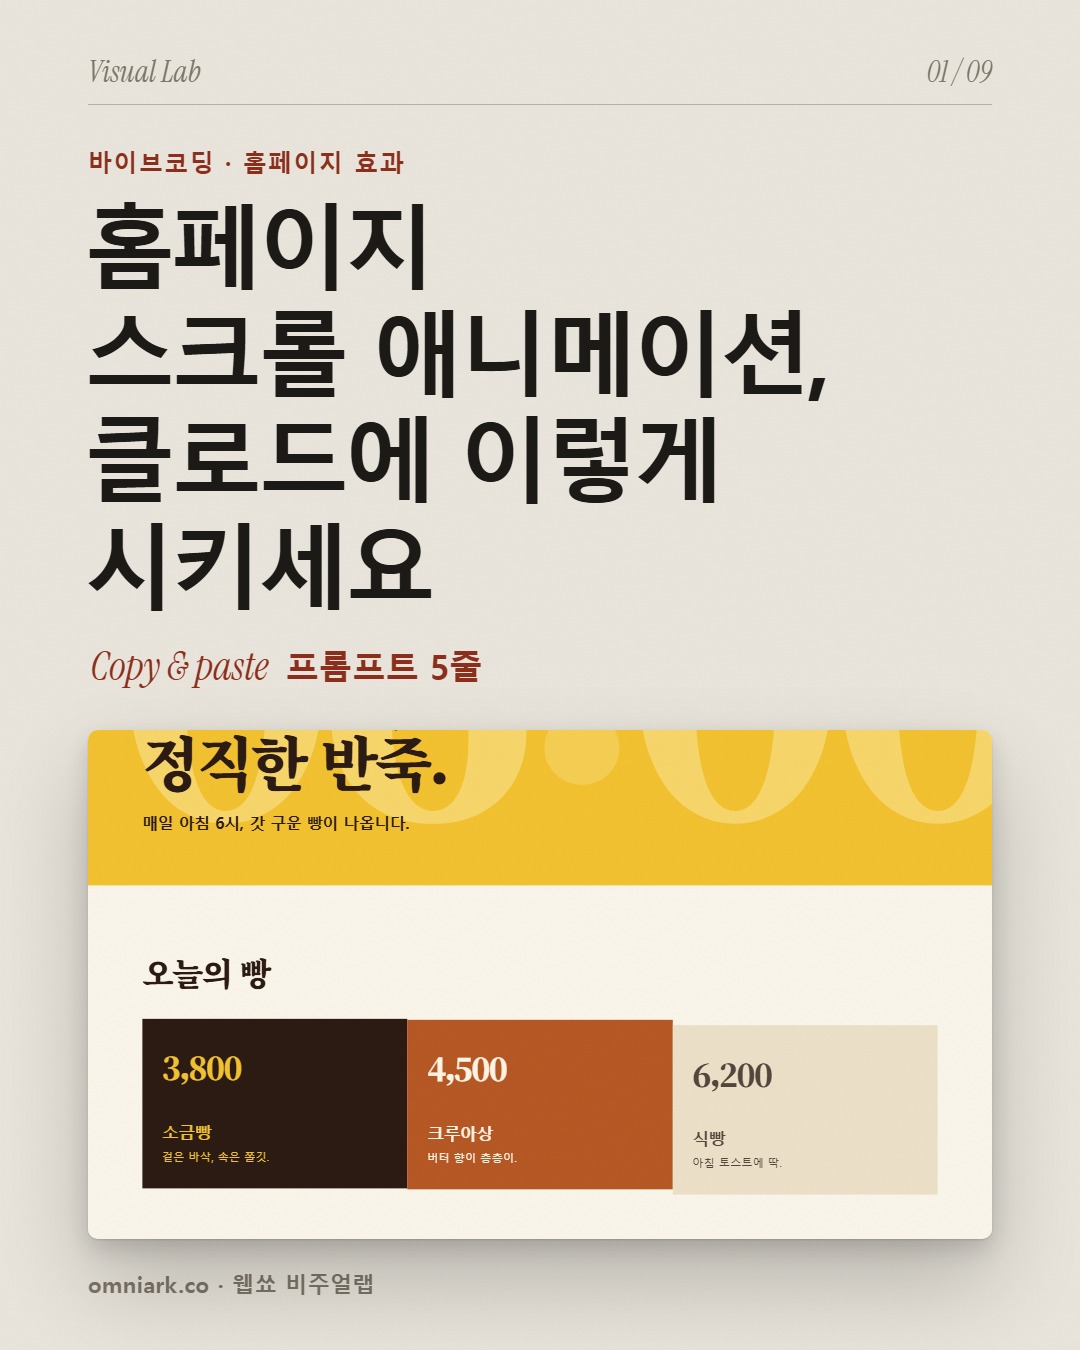 Visual Lab
01 / 09
바이브코딩 · 홈페이지 효과
홈페이지
스크롤 애니메이션,
클로드에 이렇게
시키세요
Copy & paste 프롬프트 5줄
정직한 반죽.
매일 아침 6시, 갓 구운 빵이 나옵니다.
오늘의 빵
3,800
소금빵
겉은 바삭, 속은 쫄깃.
4,500
크루아상
버터 향이 층층이.
6,200
식빵
아침 토스트에 딱.
omniark.co · 웹쑈 비주얼랩